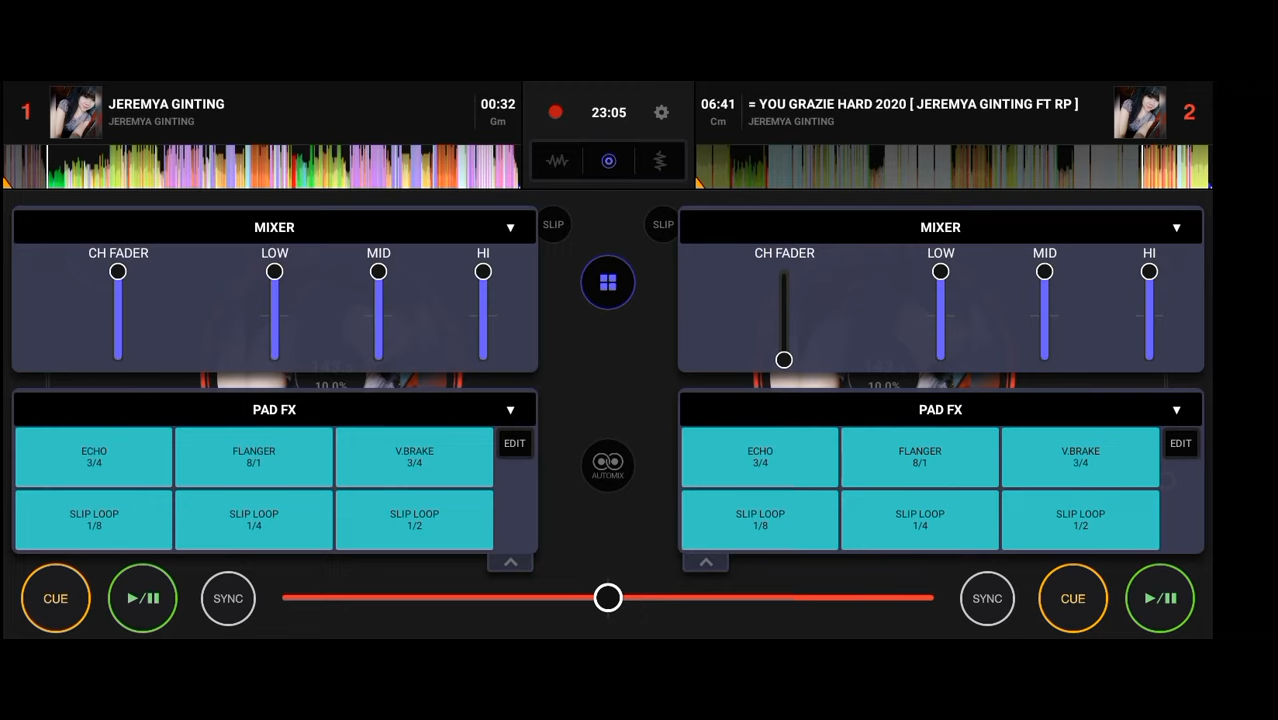 1
JEREMYA GINTING
JEREMYA GINTING
00:32
Gm
23:05
06:41
Cm
= YOU GRAZIE HARD 2020 [ JEREMYA GINTING FT RP ]
JEREMYA GINTING
2
MIXER
CH FADER
LOW
MID
HI
SLIP
SLIP
MIXER
CH FADER
LOW
MID
HI
10.0%
10.0%
PAD FX
EDIT
ECHO
3/4
FLANGER
8/1
V.BRAKE
3/4
SLIP LOOP
1/8
SLIP LOOP
1/4
SLIP LOOP
1/2
AUTOMIX
PAD FX
EDIT
ECHO
3/4
FLANGER
8/1
V.BRAKE
3/4
SLIP LOOP
1/8
SLIP LOOP
1/4
SLIP LOOP
1/2
CUE
SYNC
SYNC
CUE